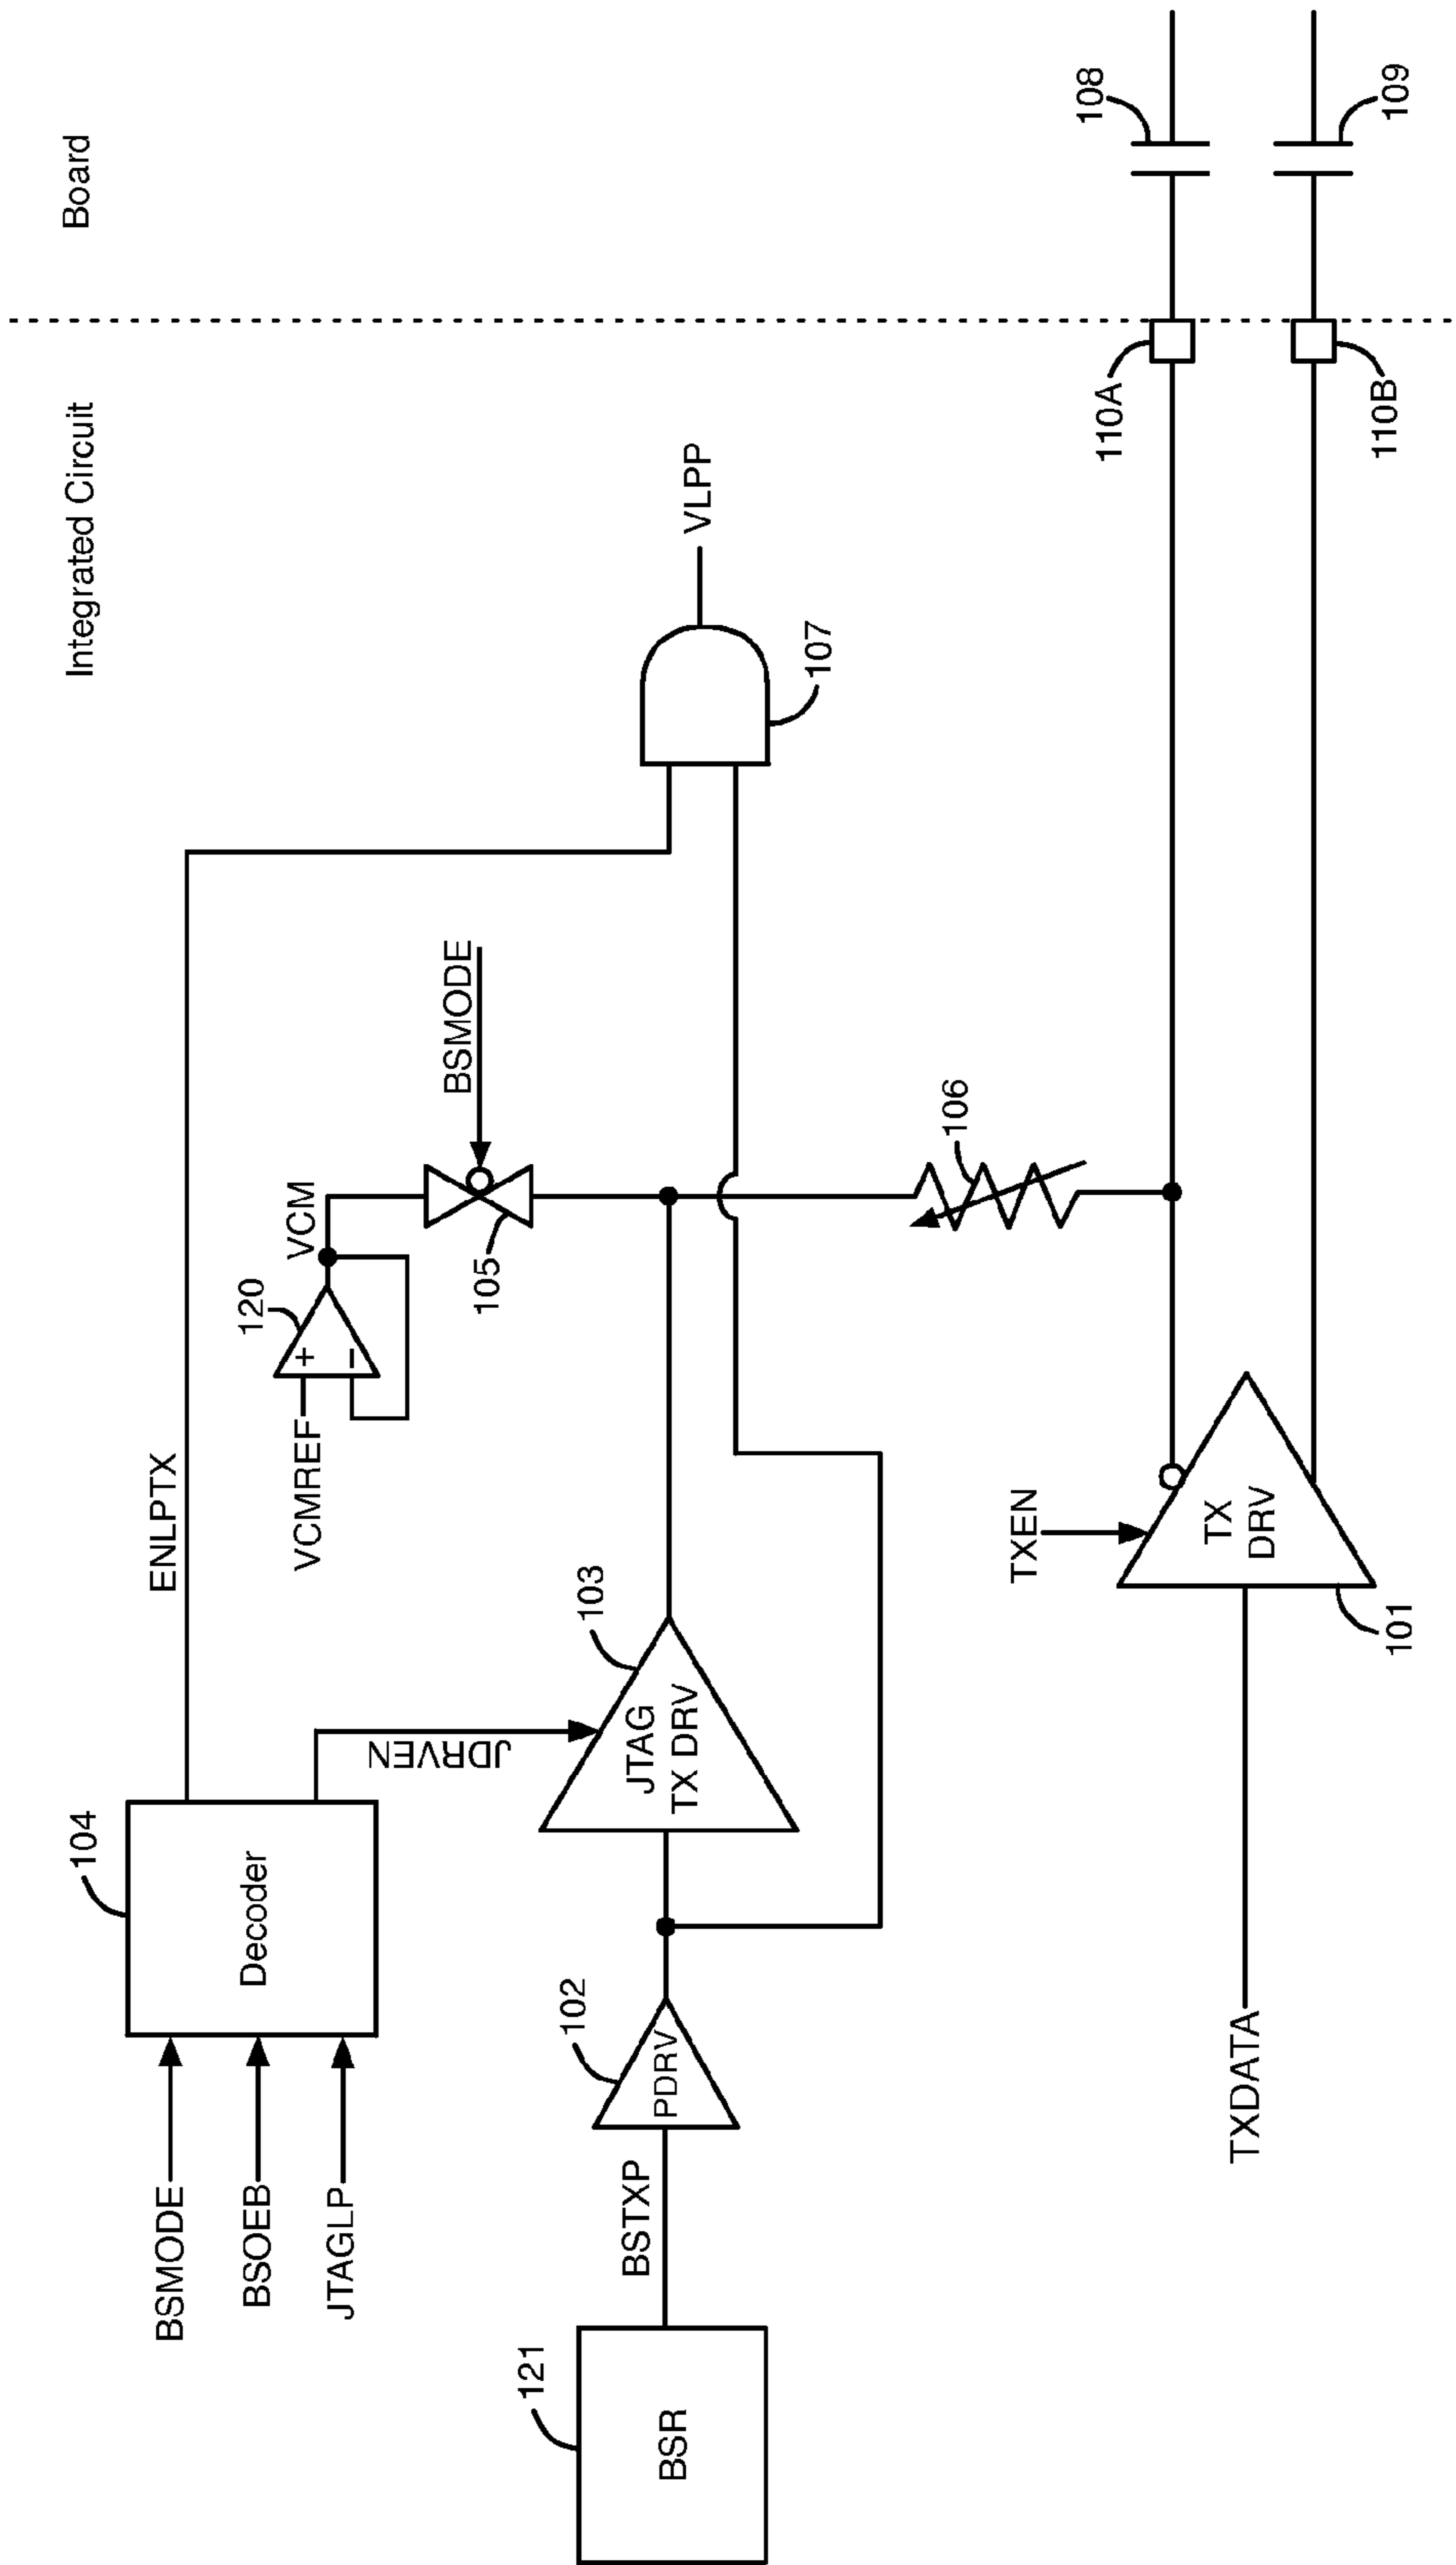 Integrated Circuit
Board
104
ENLPTX
BSMODE
BSOEB
JTAGLP
Decoder
JDRVEN
120
VCM
VCMREF
+
–
105
BSMODE
121
BSR
BSTXP
102
PDRV
103
JTAG
TX DRV
107
VLPP
106
TXEN
TXDATA
TX
DRV
101
110A
110B
108
109